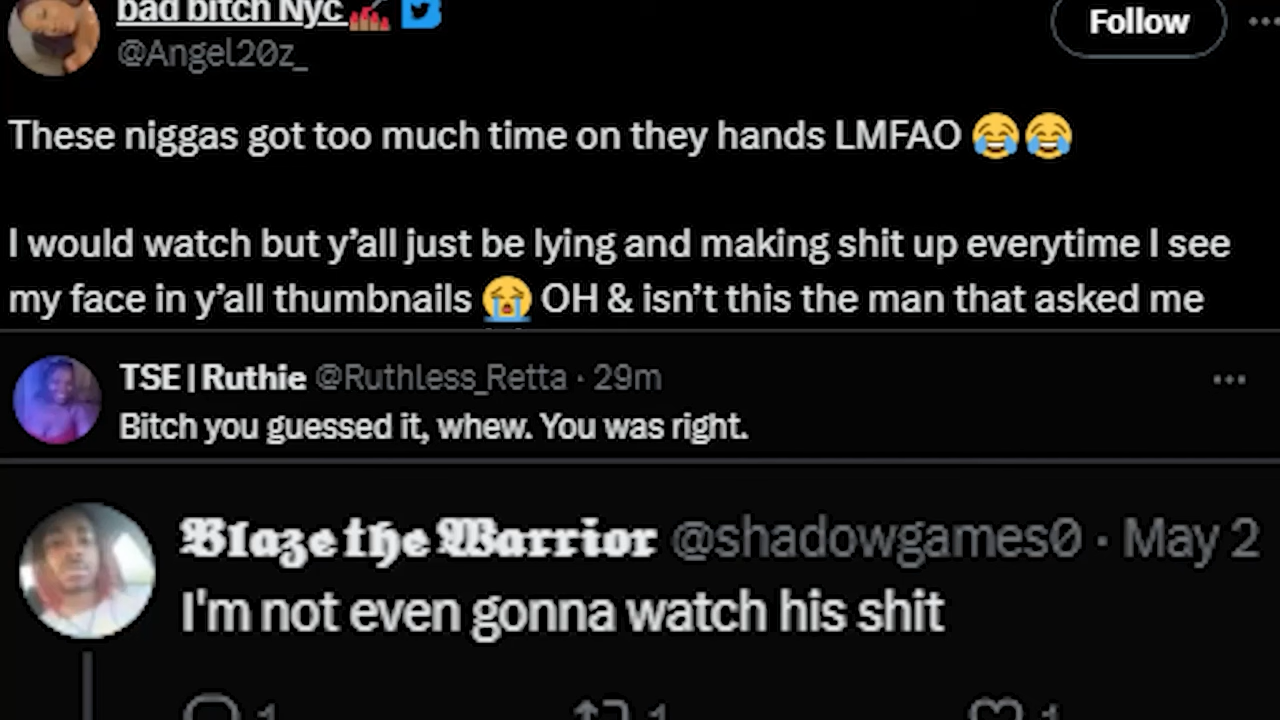 bad bitch Nyc
@Angel20z_
Follow
These niggas got too much time on they hands LMFAO 😂😂
I would watch but y'all just be lying and making shit up everytime I see
my face in y'all thumbnails 😭 OH & isn't this the man that asked me
TSE | Ruthie @Ruthless_Retta · 29m
Bitch you guessed it, whew. You was right.
𝕭𝖑𝖆𝖟𝖊 𝖙𝖍𝖊 𝖂𝖆𝖗𝖗𝖎𝖔𝖗 @shadowgames0 · May 2
I'm not even gonna watch his shit
1 1 1